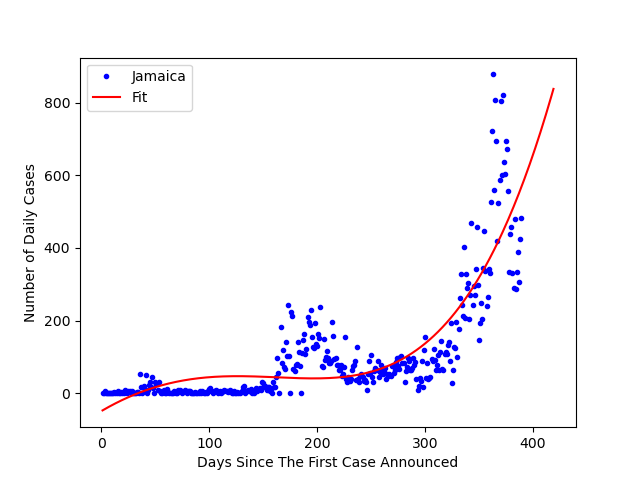 Jamaica
Fit
Number of Daily Cases
800
600
400
200
0
0 100 200 300 400
Days Since The First Case Announced